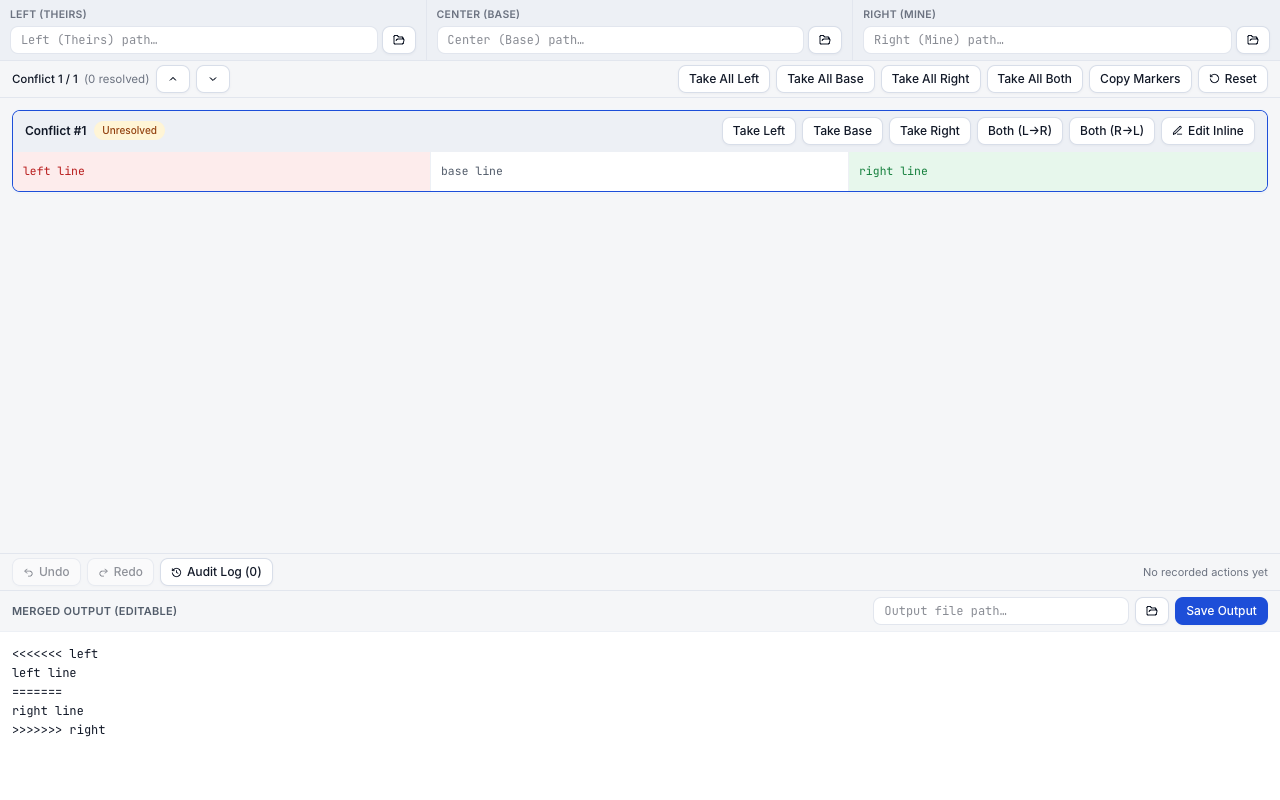 LEFT (THEIRS)
Left (Theirs) path…
CENTER (BASE)
Center (Base) path…
RIGHT (MINE)
Right (Mine) path…
Conflict 1 / 1 (0 resolved)
Take All Left
Take All Base
Take All Right
Take All Both
Copy Markers
Reset
Conflict #1
Unresolved
Take Left
Take Base
Take Right
Both (L→R)
Both (R→L)
Edit Inline
left line
base line
right line
Undo
Redo
Audit Log (0)
No recorded actions yet
MERGED OUTPUT (EDITABLE)
Output file path…
Save Output
<<<<<<< left
left line
=======
right line
>>>>>>> right